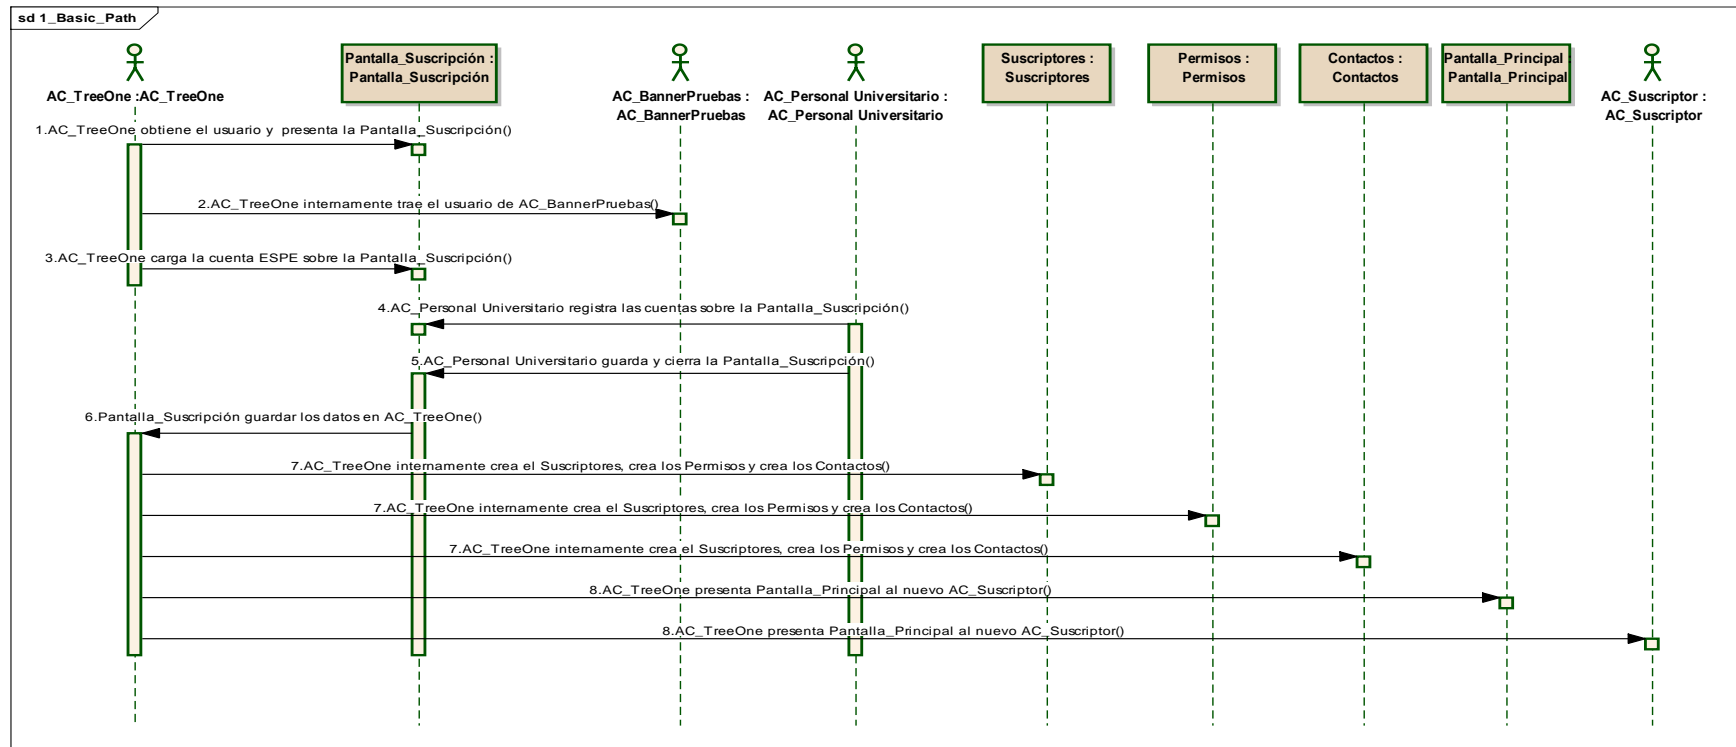 sd 1_Basic_Path
AC_TreeOne :AC_TreeOne
Pantalla_Suscripción :
Pantalla_Suscripción
AC_BannerPruebas :
AC_BannerPruebas
AC_Personal Universitario :
AC_Personal Universitario
Suscriptores :
Suscriptores
Permisos :
Permisos
Contactos :
Contactos
Pantalla_Principal :
Pantalla_Principal
AC_Suscriptor :
AC_Suscriptor
1.AC_TreeOne obtiene el usuario y  presenta la Pantalla_Suscripción()
2.AC_TreeOne internamente trae el usuario de AC_BannerPruebas()
3.AC_TreeOne carga la cuenta ESPE sobre la Pantalla_Suscripción()
4.AC_Personal Universitario registra las cuentas sobre la Pantalla_Suscripción()
5.AC_Personal Universitario guarda y cierra la Pantalla_Suscripción()
6.Pantalla_Suscripción guardar los datos en AC_TreeOne()
7.AC_TreeOne internamente crea el Suscriptores, crea los Permisos y crea los Contactos()
7.AC_TreeOne internamente crea el Suscriptores, crea los Permisos y crea los Contactos()
7.AC_TreeOne internamente crea el Suscriptores, crea los Permisos y crea los Contactos()
8.AC_TreeOne presenta Pantalla_Principal al nuevo AC_Suscriptor()
8.AC_TreeOne presenta Pantalla_Principal al nuevo AC_Suscriptor()